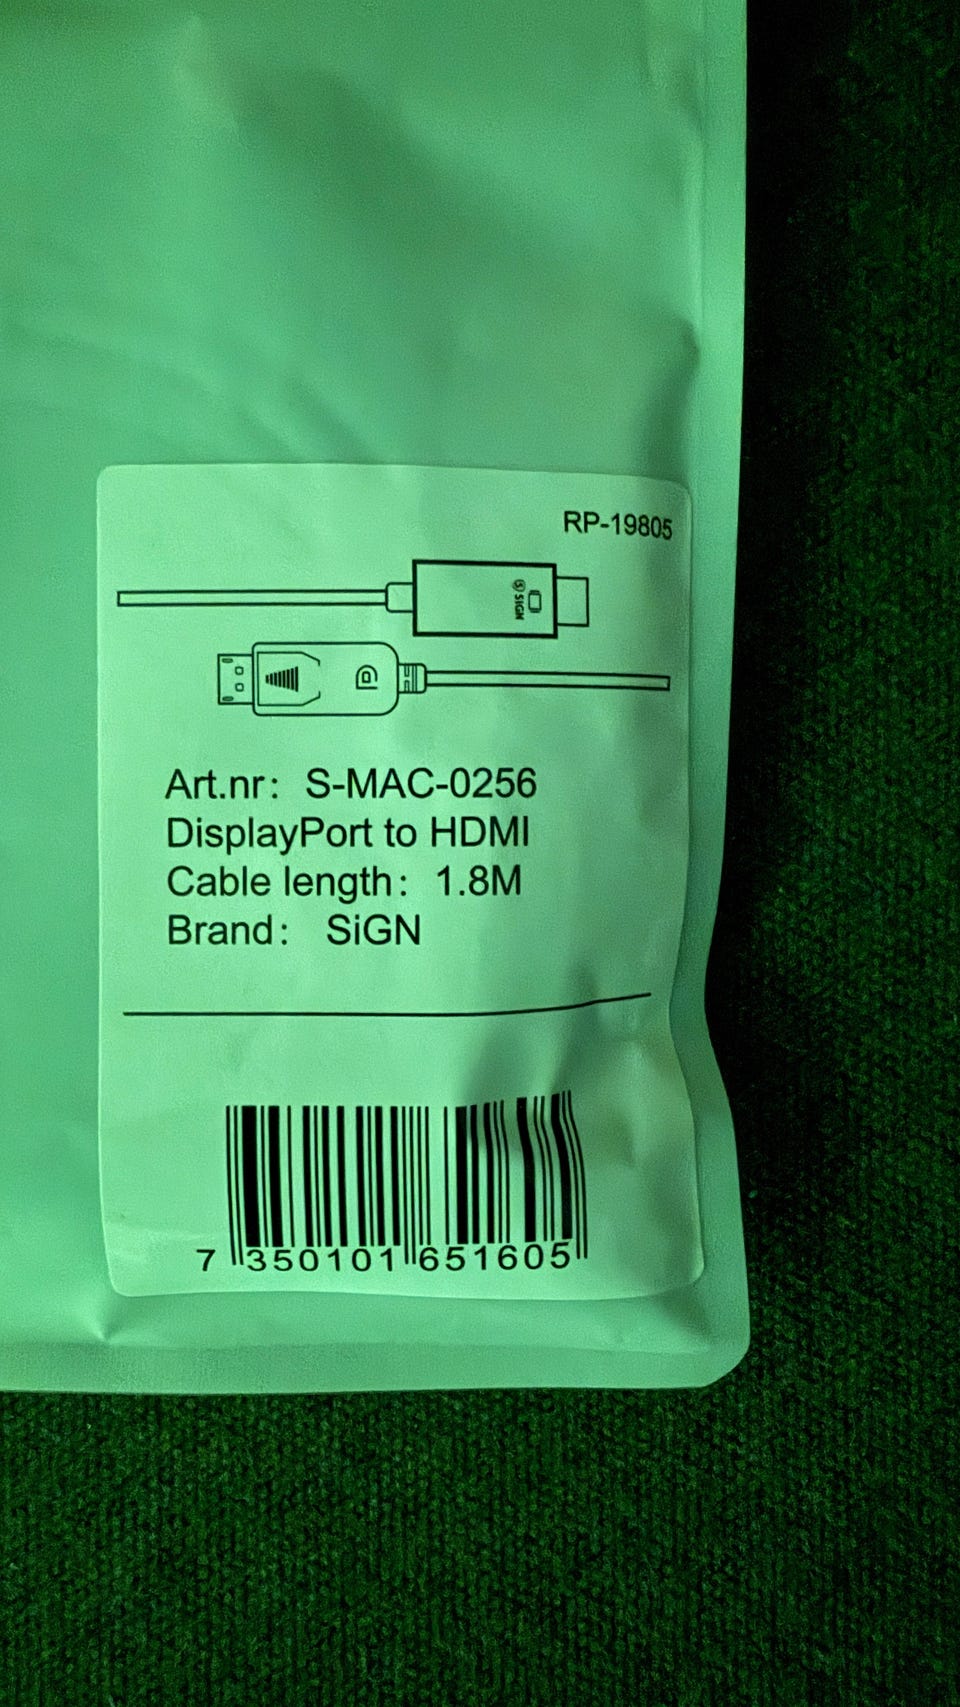 RP-19805
SIGN
Art.nr: S-MAC-0256
DisplayPort to HDMI
Cable length: 1.8M
Brand: SiGN
7 350101 651605